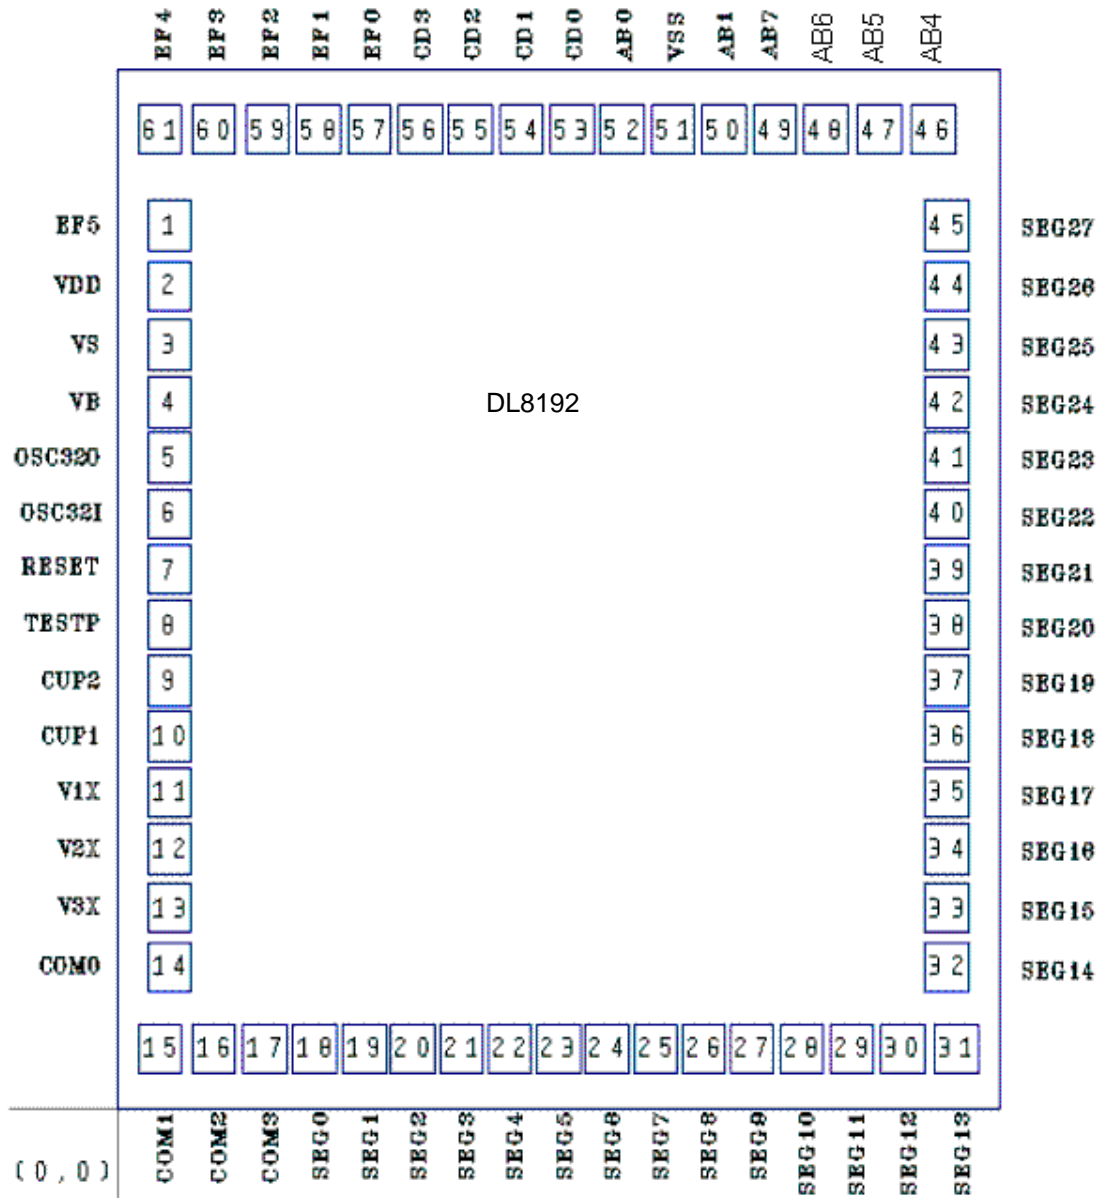 EF4 EF3 EF2 EF1 EF0 CD3 CD2 CD1 CD0 AB0 VSS AB1 AB7 AB6 AB5 AB4
61 60 59 58 57 56 55 54 53 52 51 50 49 48 47 46
EF5 1 45 SEG27
VDD 2 44 SEG26
VS 3 43 SEG25
VB 4 DL8192 42 SEG24
OSC32O 5 41 SEG23
OSC32I 6 40 SEG22
RESET 7 39 SEG21
TESTP 8 38 SEG20
CUP2 9 37 SEG19
CUP1 10 36 SEG18
V1X 11 35 SEG17
V2X 12 34 SEG16
V3X 13 33 SEG15
COM0 14 32 SEG14
15 16 17 18 19 20 21 22 23 24 25 26 27 28 29 30 31
COM1 COM2 COM3 SEG0 SEG1 SEG2 SEG3 SEG4 SEG5 SEG6 SEG7 SEG8 SEG9 SEG10 SEG11 SEG12 SEG13
(0,0)